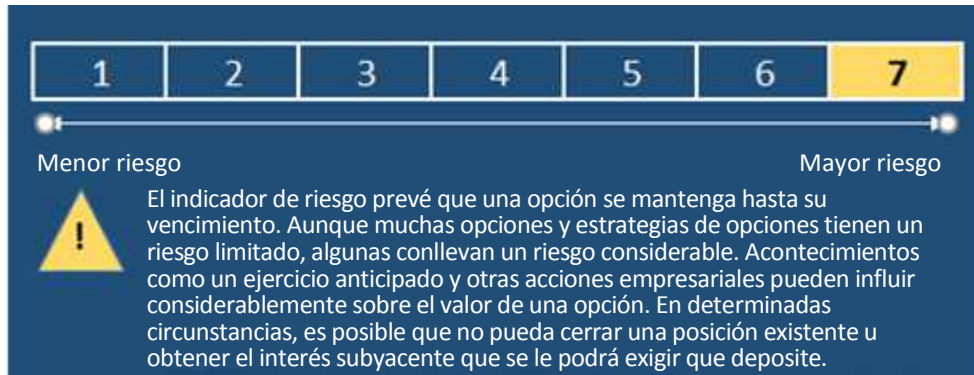 1 2 3 4 5 6 7
Menor riesgo Mayor riesgo
El indicador de riesgo prevé que una opción se mantenga hasta su
vencimiento. Aunque muchas opciones y estrategias de opciones tienen un
riesgo limitado, algunas conllevan un riesgo considerable. Acontecimientos
como un ejercicio anticipado y otras acciones empresariales pueden influir
considerablemente sobre el valor de una opción. En determinadas
circunstancias, es posible que no pueda cerrar una posición existente u
obtener el interés subyacente que se le podrá exigir que deposite.
!